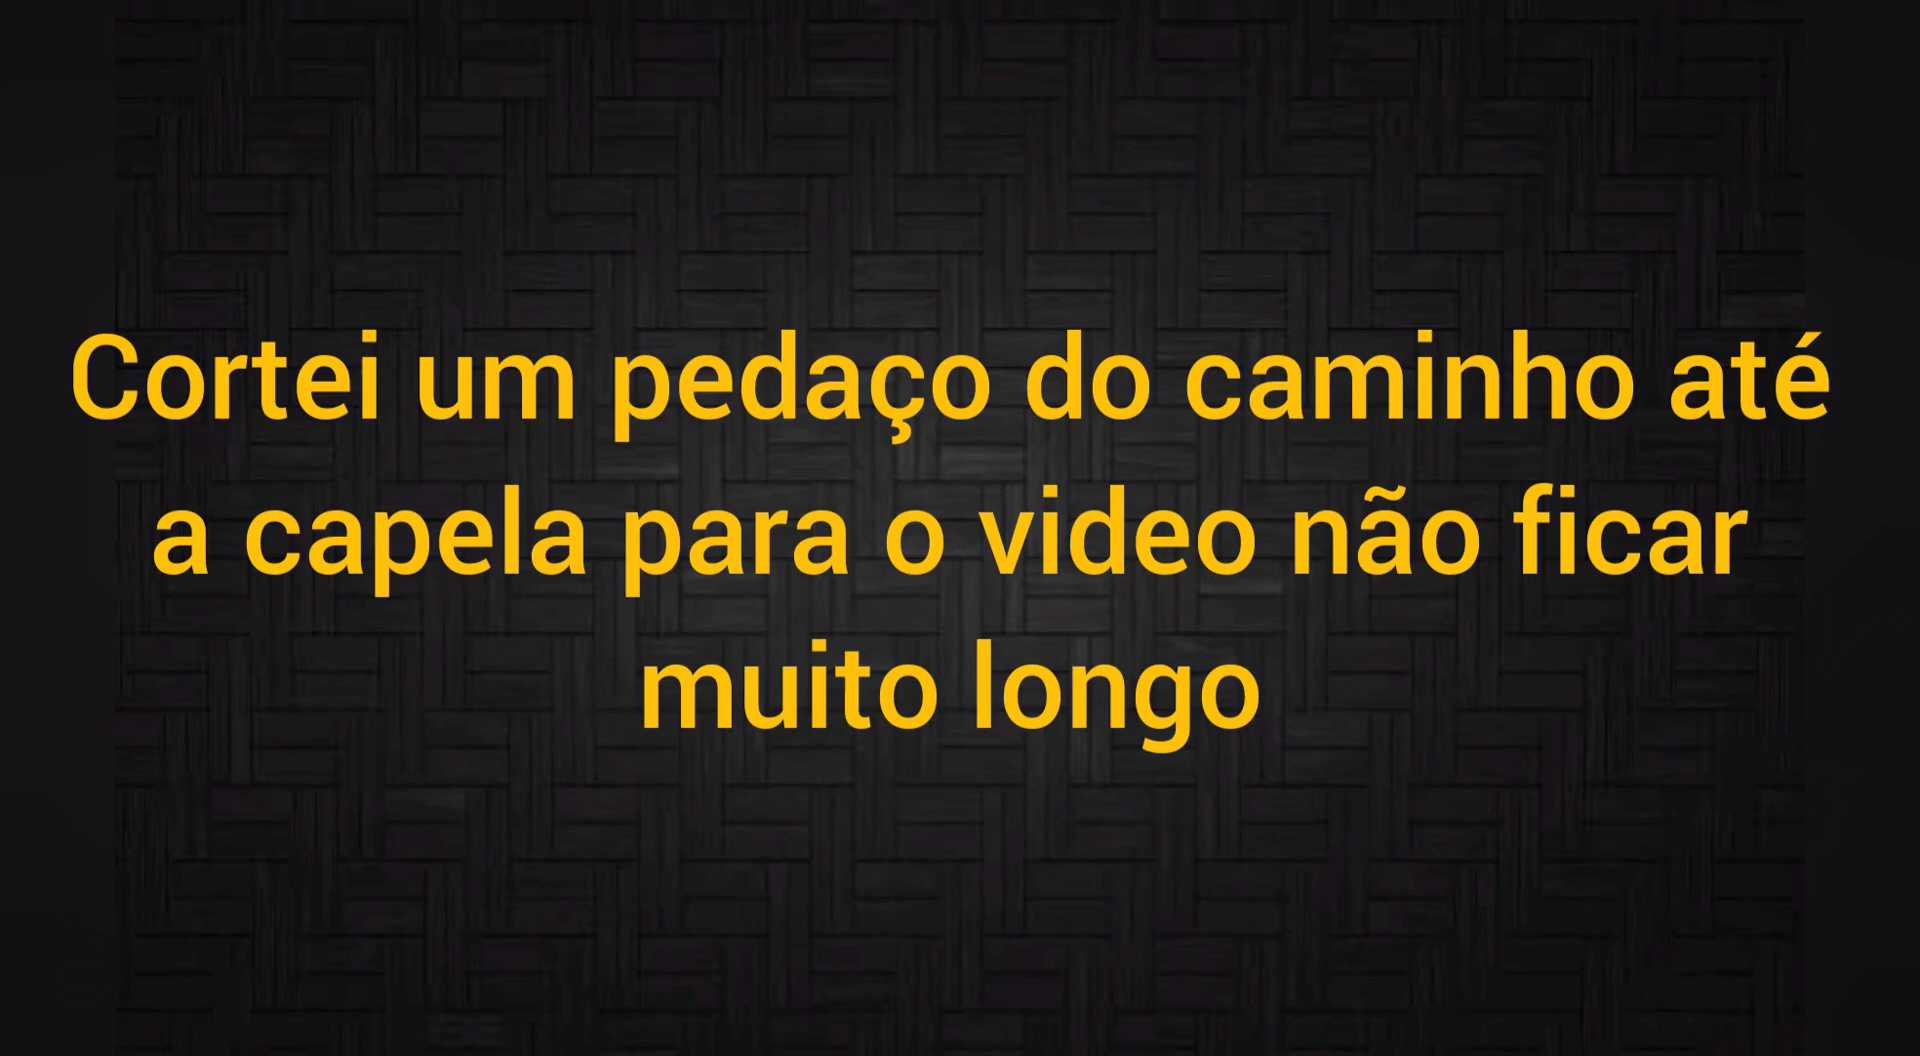 Cortei um pedaço do caminho até
a capela para o video não ficar
muito longo